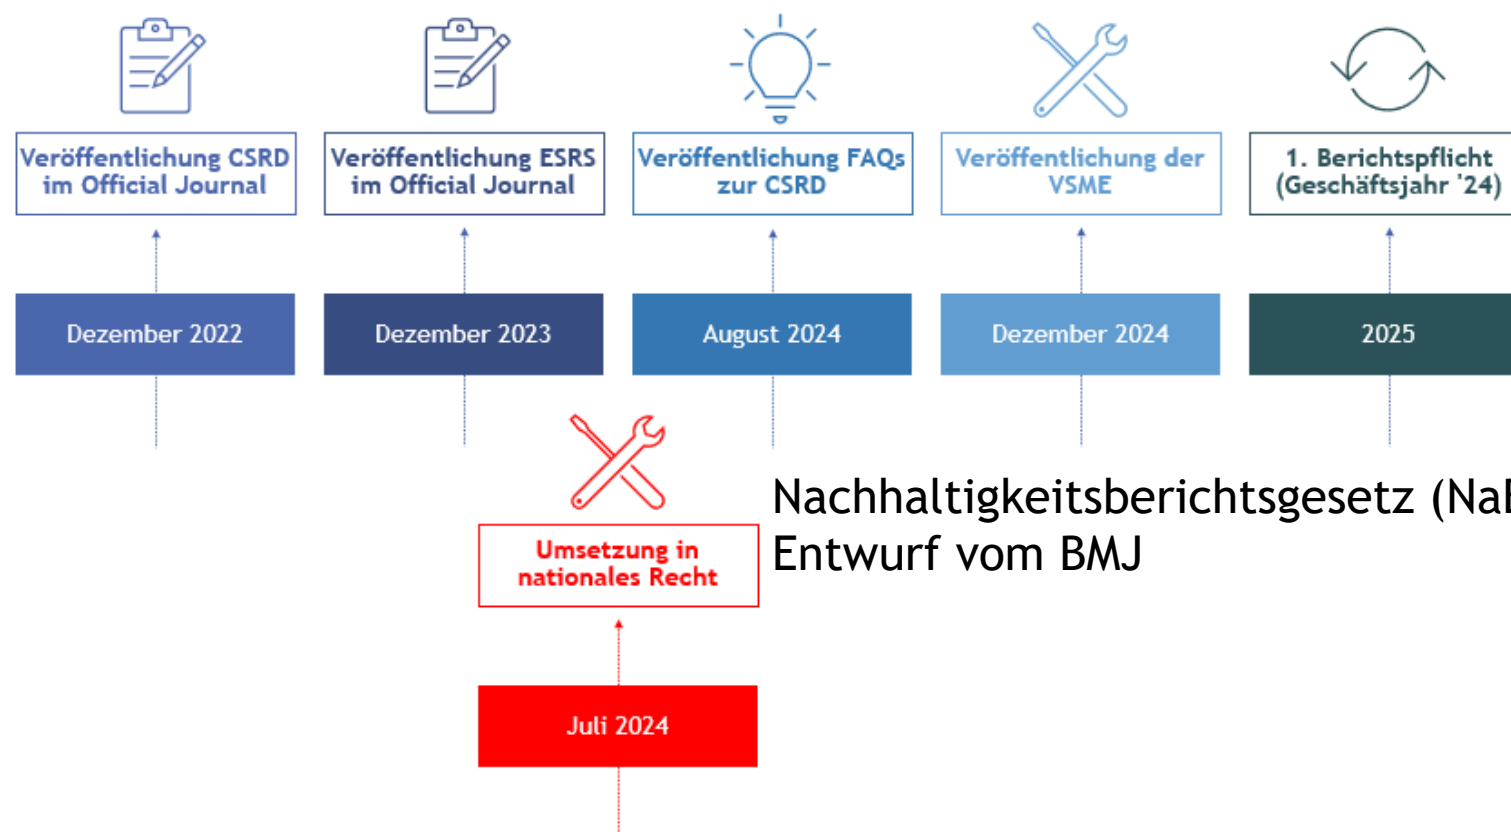 Veröffentlichung CSRD
im Official Journal
Veröffentlichung ESRS
im Official Journal
Veröffentlichung FAQs
zur CSRD
Veröffentlichung der
VSME
1. Berichtspflicht
(Geschäftsjahr '24)
Dezember 2022
Dezember 2023
August 2024
Dezember 2024
2025
Nachhaltigkeitsberichtsgesetz
Entwurf vom BMJ
Umsetzung in
nationales Recht
Juli 2024